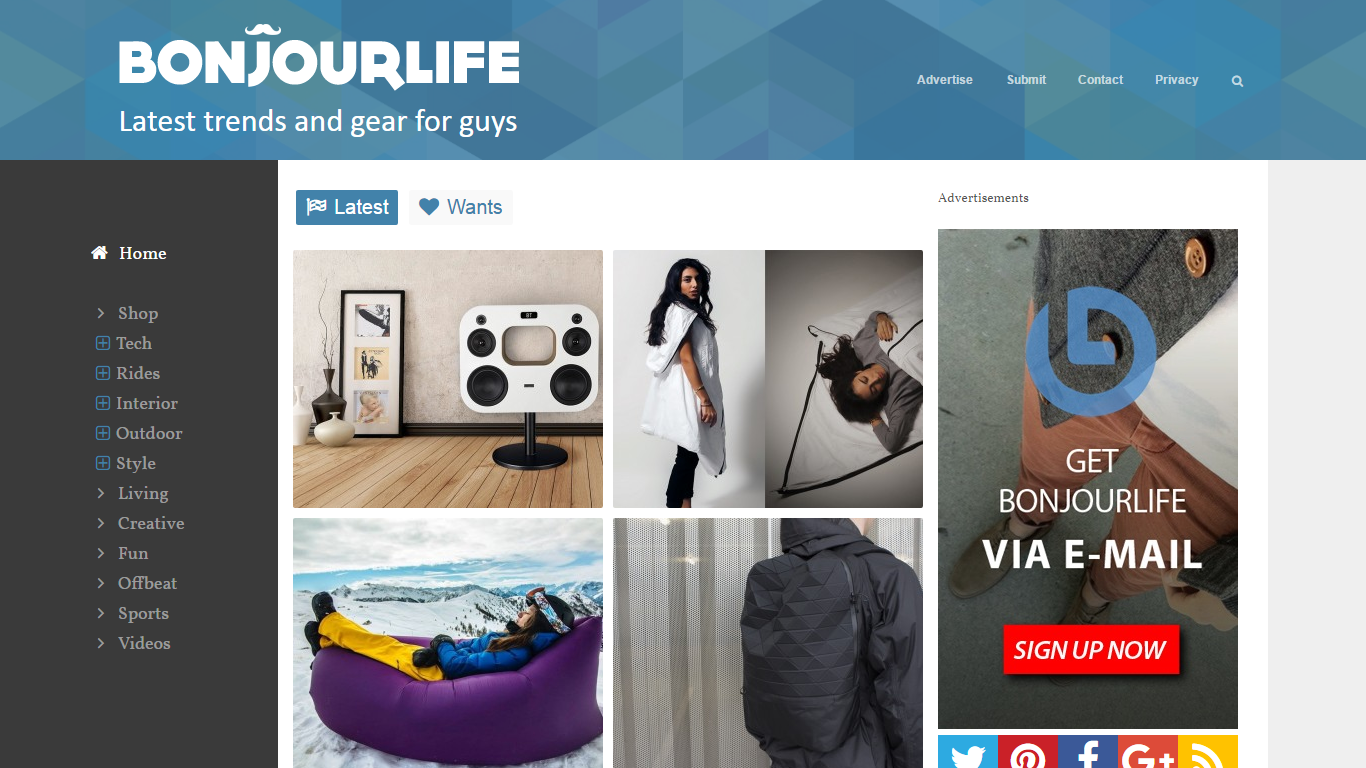 BONJOURLIFE
Latest trends and gear for guys
Advertise
Submit
Contact
Privacy
Home
Shop
Tech
Rides
Interior
Outdoor
Style
Living
Creative
Fun
Offbeat
Sports
Videos
Latest
Wants
Advertisements
BT
GET
BONJOURLIFE
VIA E-MAIL
SIGN UP NOW
G+